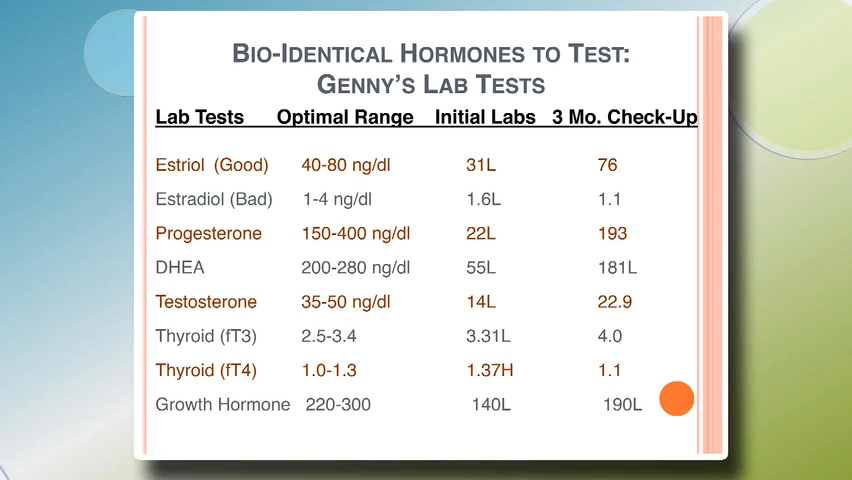 BIO-IDENTICAL HORMONES TO TEST:
GENNY'S LAB TESTS
Lab Tests Optimal Range Initial Labs 3 Mo. Check-Up
Estriol (Good) 40-80 ng/dl 31L 76
Estradiol (Bad) 1-4 ng/dl 1.6L 1.1
Progesterone 150-400 ng/dl 22L 193
DHEA 200-280 ng/dl 55L 181L
Testosterone 35-50 ng/dl 14L 22.9
Thyroid (fT3) 2.5-3.4 3.31L 4.0
Thyroid (fT4) 1.0-1.3 1.37H 1.1
Growth Hormone 220-300 140L 190L